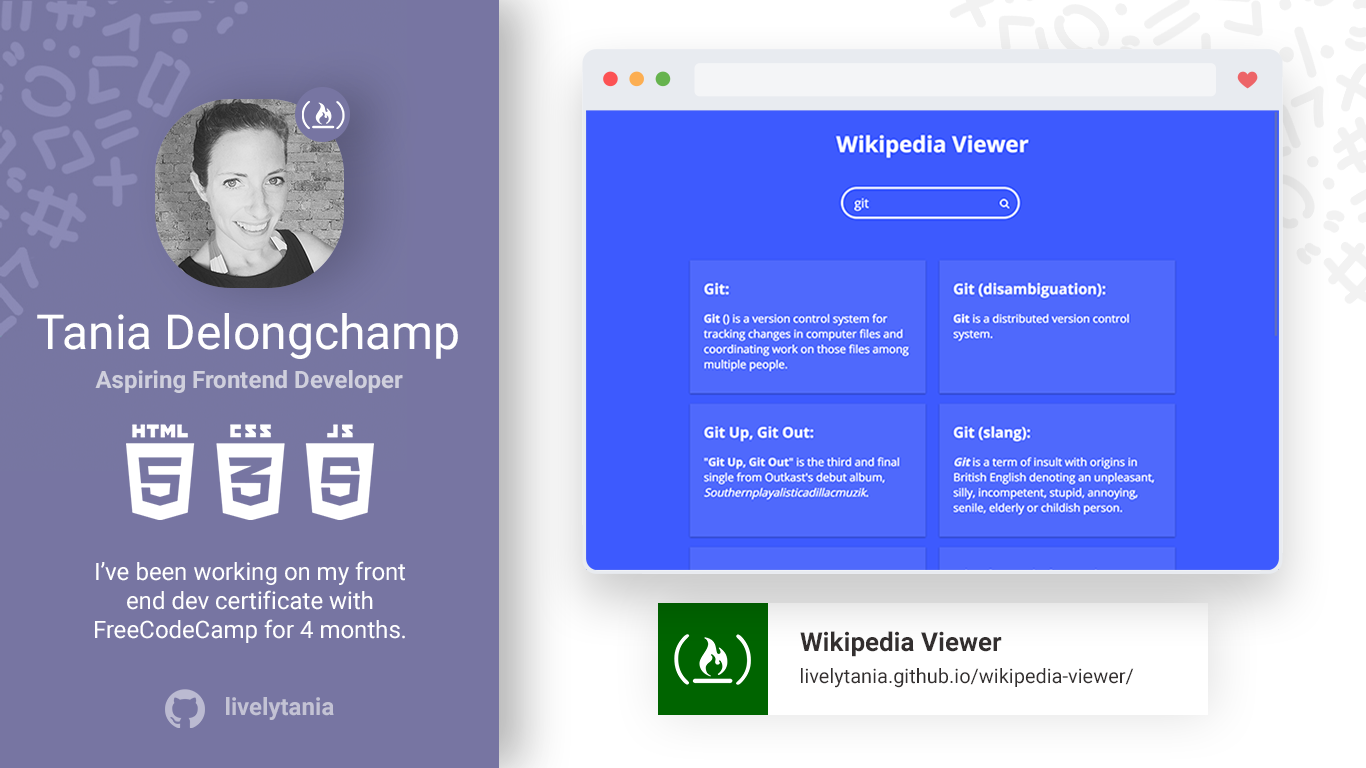 Tania Delongchamp
Aspiring Frontend Developer
HTML CSS JS
5 3 5
I’ve been working on my front
end dev certificate with
FreeCodeCamp for 4 months.
livelytania
Wikipedia Viewer
git
Git:
Git () is a version control system for
tracking changes in computer files and
coordinating work on those files among
multiple people.
Git (disambiguation):
Git is a distributed version control
system.
Git Up, Git Out:
"Git Up, Git Out" is the third and final
single from Outkast's debut album,
Southernplayalisticadillacmuzik.
Git (slang):
Git is a term of insult with origins in
British English denoting an unpleasant,
silly, incompetent, stupid, annoying,
senile, elderly or childish person.
Wikipedia Viewer
livelytania.github.io/wikipedia-viewer/